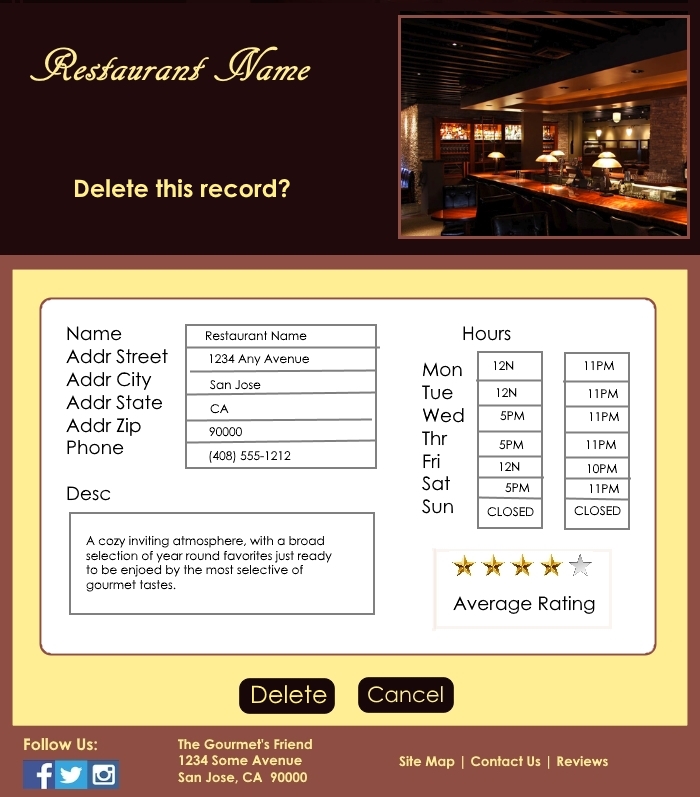 Restaurant Name
Delete this record?
Name Restaurant Name
Addr Street 1234 Any Avenue
Addr City San Jose
Addr State CA
Addr Zip 90000
Phone (408) 555-1212
Desc
A cozy inviting atmosphere, with a broad
selection of year round favorites just ready
to be enjoed by the most selective of
gourmet tastes.
Hours
Mon 12N 11PM
Tue 12N 11PM
Wed 5PM 11PM
Thr 5PM 11PM
Fri 12N 10PM
Sat 5PM 11PM
Sun CLOSED CLOSED
Average Rating
Delete Cancel
Follow Us:
The Gourmet's Friend
1234 Some Avenue
San Jose, CA 90000
Site Map | Contact Us | Reviews